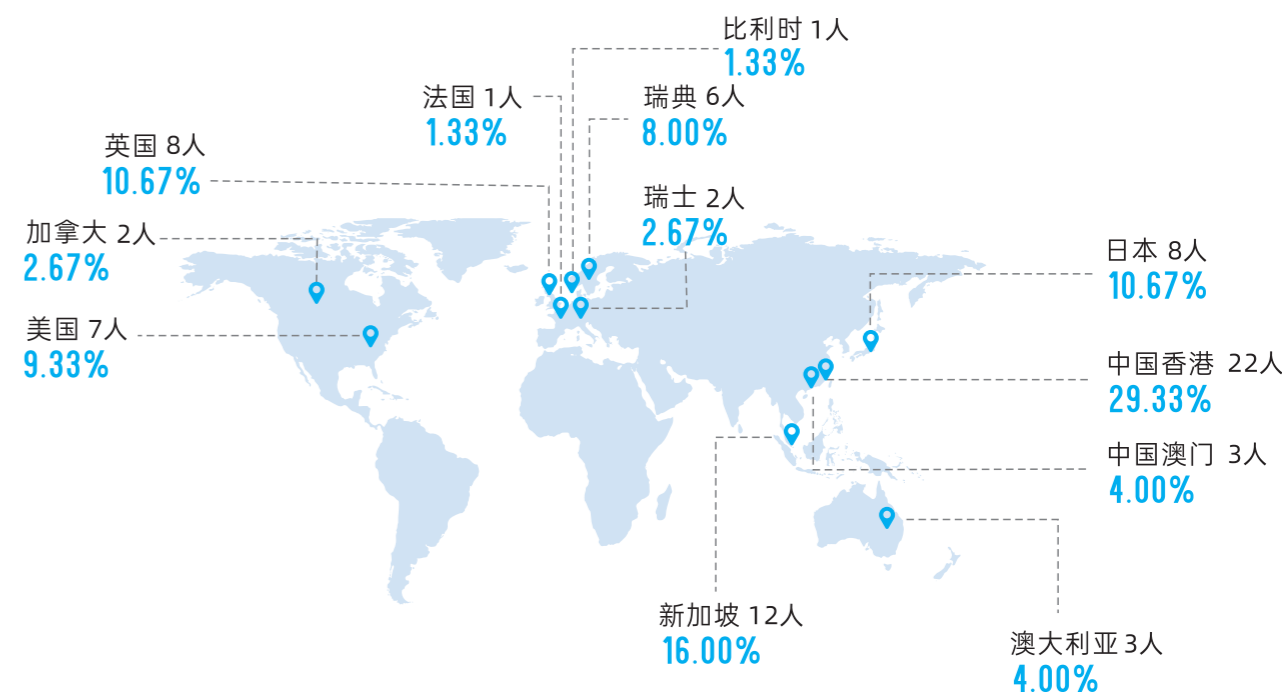 比利时 1人
1.33%
法国 1人
1.33%
瑞典 6人
8.00%
英国 8人
10.67%
瑞士 2人
2.67%
加拿大 2人
2.67%
日本 8人
10.67%
美国 7人
9.33%
中国香港 22人
29.33%
中国澳门 3人
4.00%
新加坡 12人
16.00%
澳大利亚 3人
4.00%